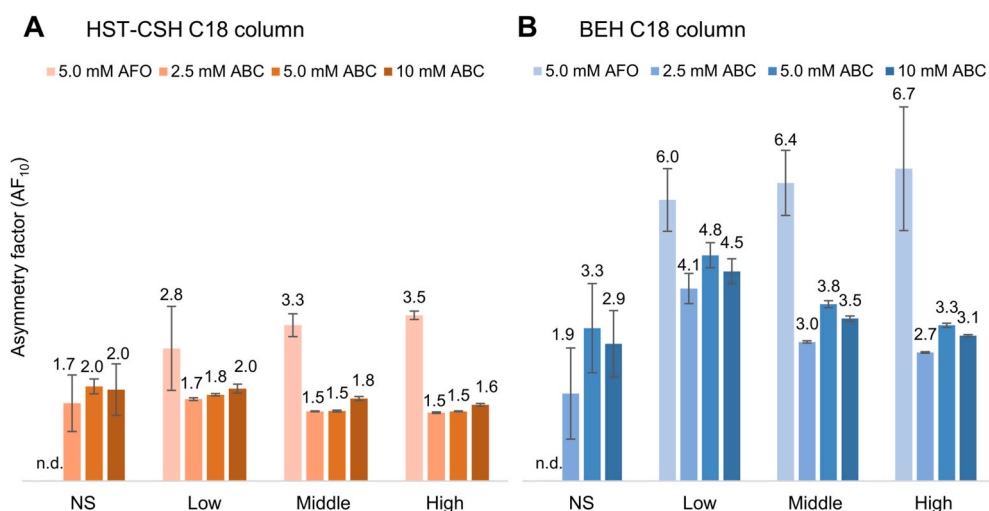 A HST-CSH C18 column
5.0 mM AFO 2.5 mM ABC 5.0 mM ABC 10 mM ABC
Asymmetry factor (AF10)
n.d. 1.7 2.0 2.0
2.8 1.7 1.8 2.0
3.3 1.5 1.5 1.8
3.5 1.5 1.5 1.6
NS Low Middle High
B BEH C18 column
5.0 mM AFO 2.5 mM ABC 5.0 mM ABC 10 mM ABC
n.d. 1.9 3.3 2.9
6.0 4.1 4.8 4.5
6.4 3.0 3.8 3.5
6.7 2.7 3.3 3.1
NS Low Middle High